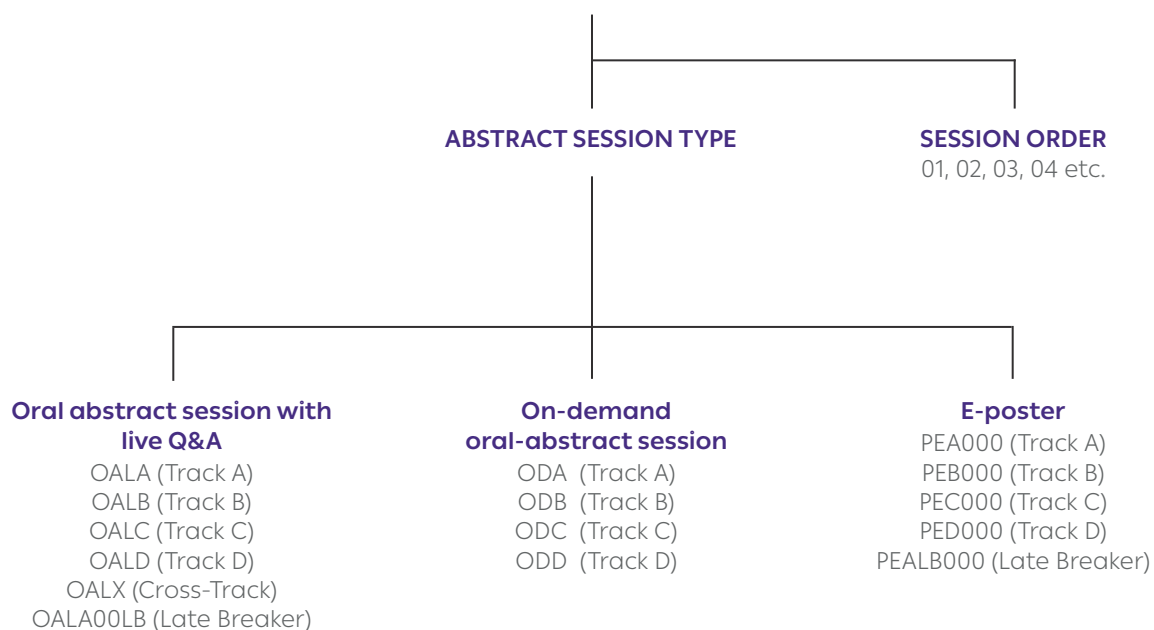 ABSTRACT SESSION TYPE
SESSION ORDER
01, 02, 03, 04 etc.
Oral abstract session with
live Q&A
OALA (Track A)
OALB (Track B)
OALC (Track C)
OALD (Track D)
OALX (Cross-Track)
OALA00LB (Late Breaker)
On-demand
oral-abstract session
ODA (Track A)
ODB (Track B)
ODC (Track C)
ODD (Track D)
E-poster
PEA000 (Track A)
PEB000 (Track B)
PEC000 (Track C)
PED000 (Track D)
PEALB000 (Late Breaker)